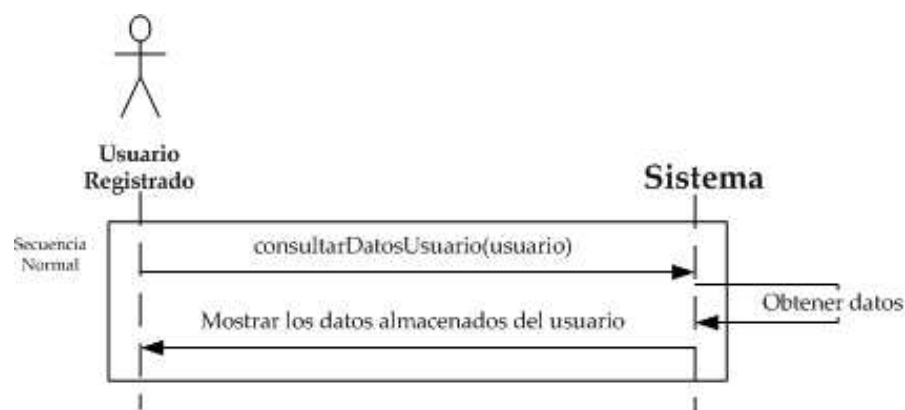 Usuario
Registrado
Sistema
Secuencia
Normal
consultarDatosUsuario(usuario)
Obtener datos
Mostrar los datos almacenados del usuario